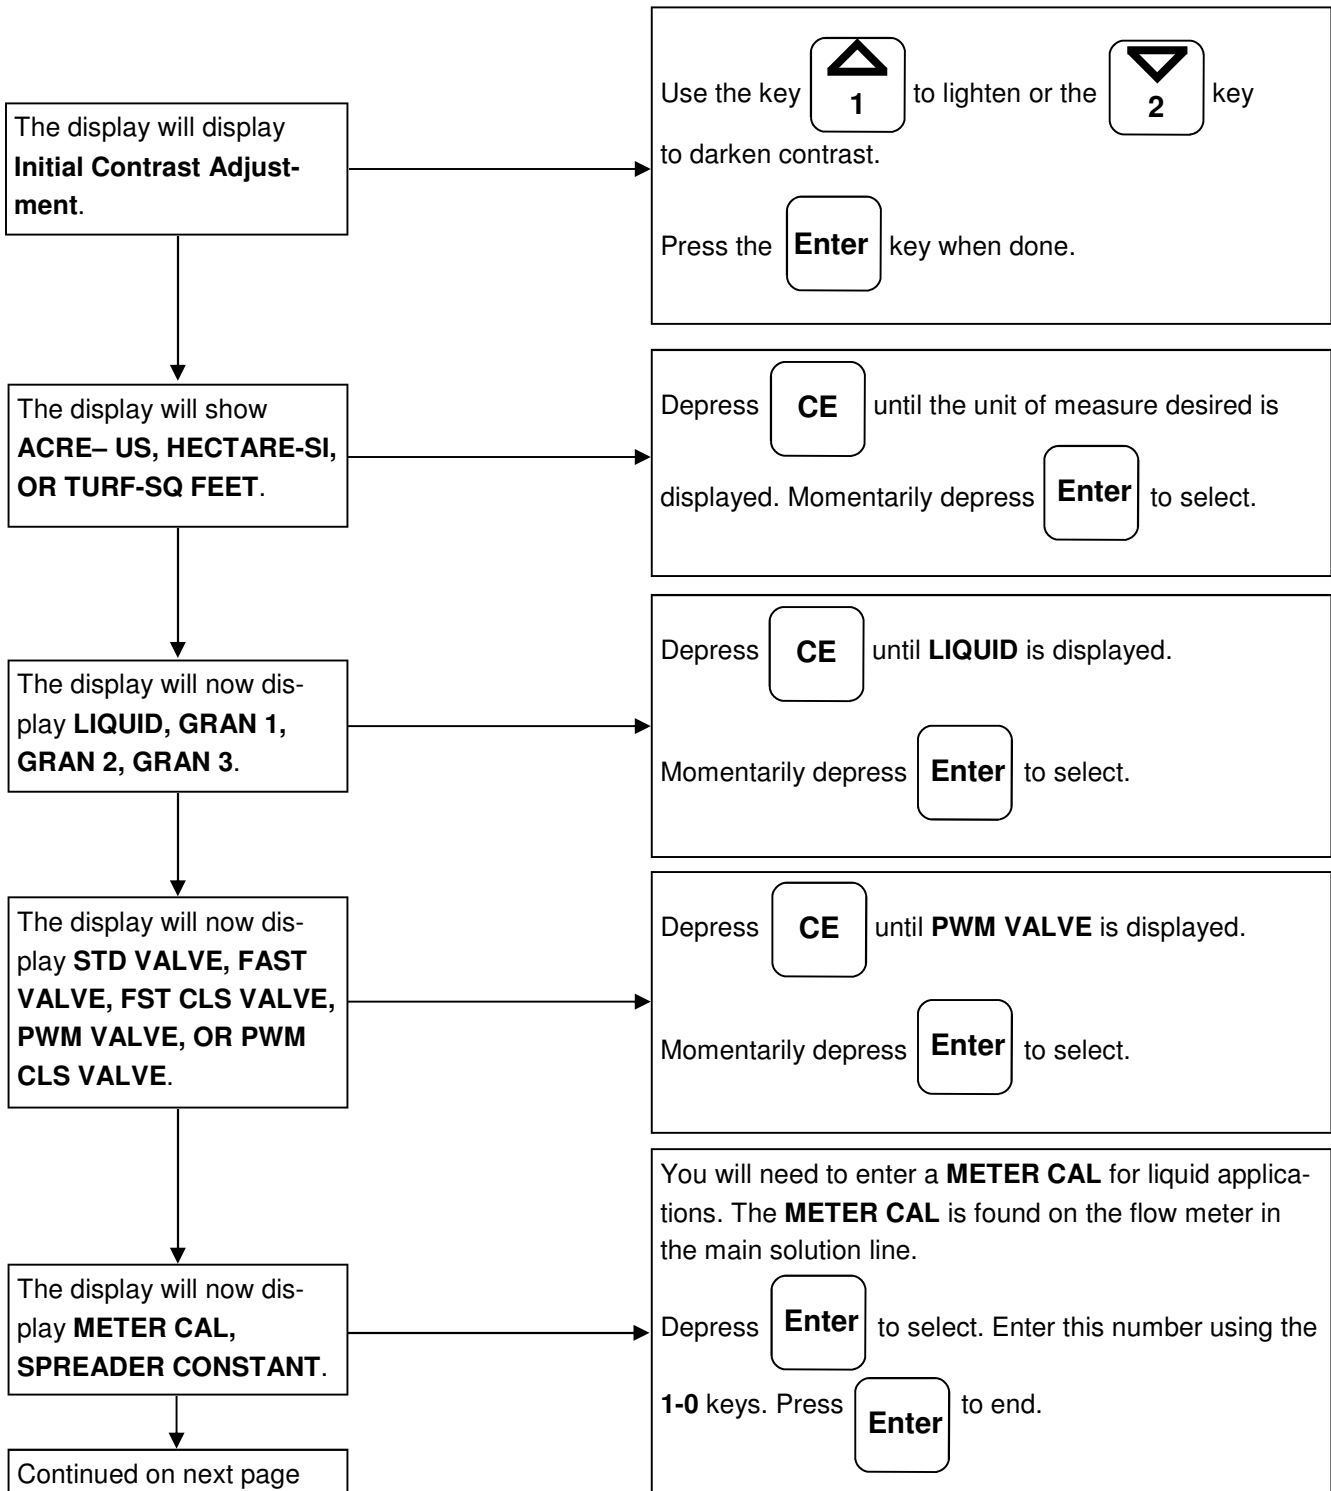 The display will display
Initial Contrast Adjust-
ment.
Use the key 1 to lighten or the 2 key
to darken contrast.
Press the Enter key when done.
The display will show
ACRE– US, HECTARE-SI,
OR TURF-SQ FEET.
Depress CE until the unit of measure desired is
displayed. Momentarily depress Enter to select.
The display will now dis-
play LIQUID, GRAN 1,
GRAN 2, GRAN 3.
Depress CE until LIQUID is displayed.
Momentarily depress Enter to select.
The display will now dis-
play STD VALVE, FAST
VALVE, FST CLS VALVE,
PWM VALVE, OR PWM
CLS VALVE.
Depress CE until PWM VALVE is displayed.
Momentarily depress Enter to select.
The display will now dis-
play METER CAL,
SPREADER CONSTANT.
You will need to enter a METER CAL for liquid applica-
tions. The METER CAL is found on the flow meter in
the main solution line.
Depress Enter to select. Enter this number using the
1-0 keys. Press Enter to end.
Continued on next page